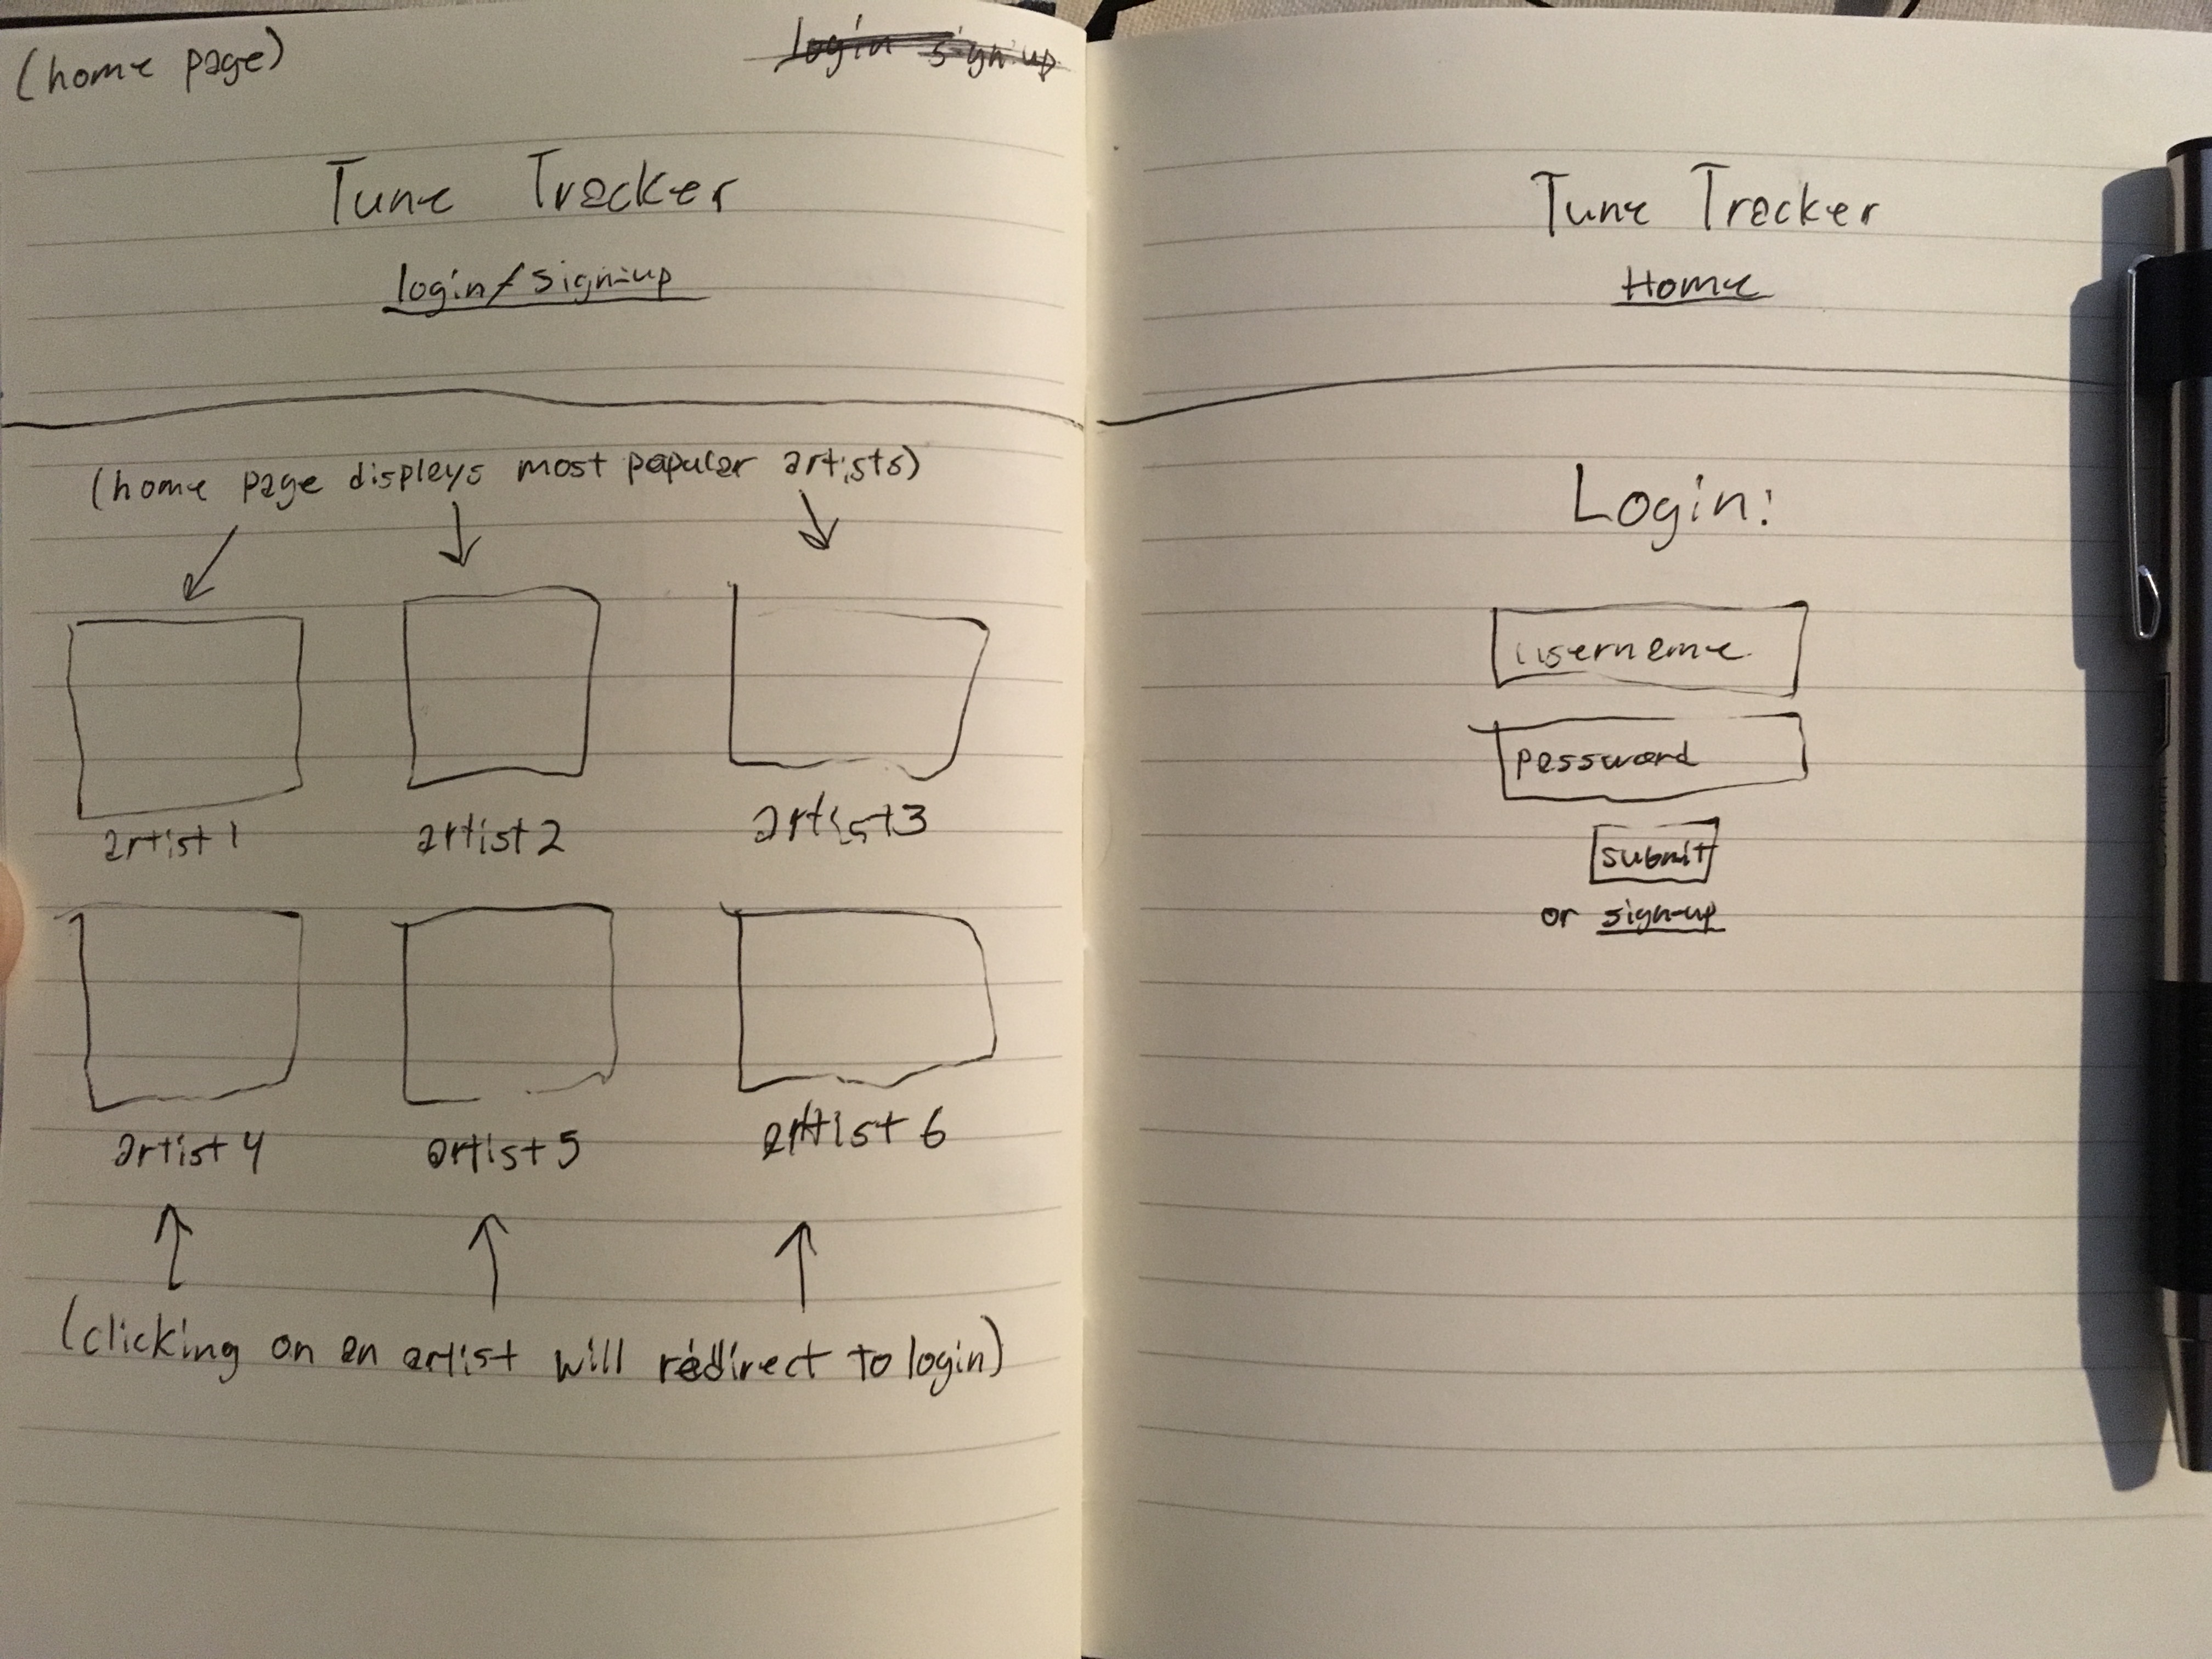 (home page)
login sign-up
Tune Tracker
login/sign-up
(home page displays most popular artists)
artist 1
artist 2
artist 3
artist 4
artist 5
artist 6
(clicking on an artist will redirect to login)
Tune Tracker
Home
Login:
username
password
submit
or sign-up